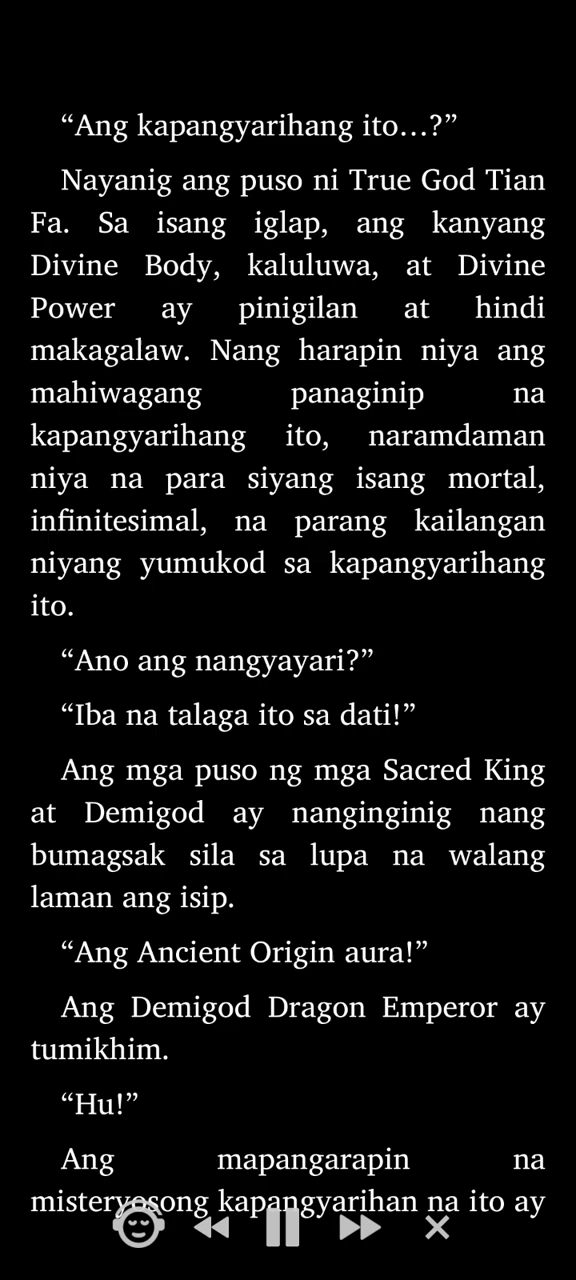 “Ang kapangyarihang ito…?”
Nayanig ang puso ni True God Tian
Fa. Sa isang iglap, ang kanyang
Divine Body, kaluluwa, at Divine
Power ay pinigilan at hindi
makagalaw. Nang harapin niya ang
mahiwagang panaginip na
kapangyarihang ito, naramdaman
niya na para siyang isang mortal,
infinitesimal, na parang kailangan
niyang yumukod sa kapangyarihang
ito.
“Ano ang nangyayari?”
“Iba na talaga ito sa dati!”
Ang mga puso ng mga Sacred King
at Demigod ay nanginginig nang
bumagsak sila sa lupa na walang
laman ang isip.
“Ang Ancient Origin aura!”
Ang Demigod Dragon Emperor ay
tumikhim.
“Hu!”
Ang mapangarapin na
misteryosong kapangyarihan na ito ay